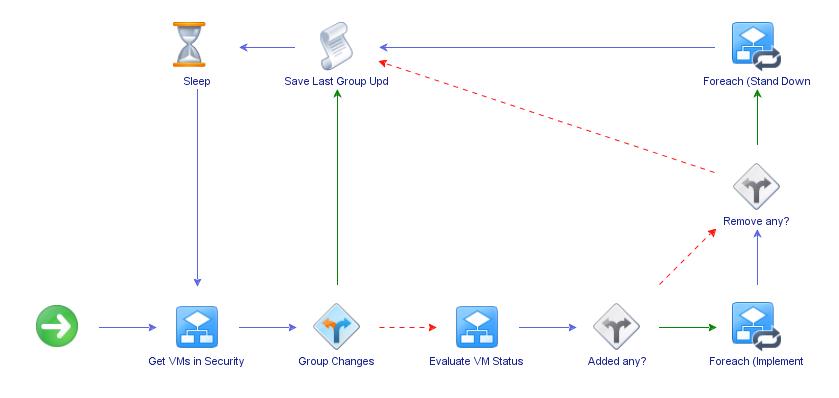 Sleep
Save Last Group Upd
Foreach (Stand Down
Remove any?
Get VMs in Security
Group Changes
Evaluate VM Status
Added any?
Foreach (Implement